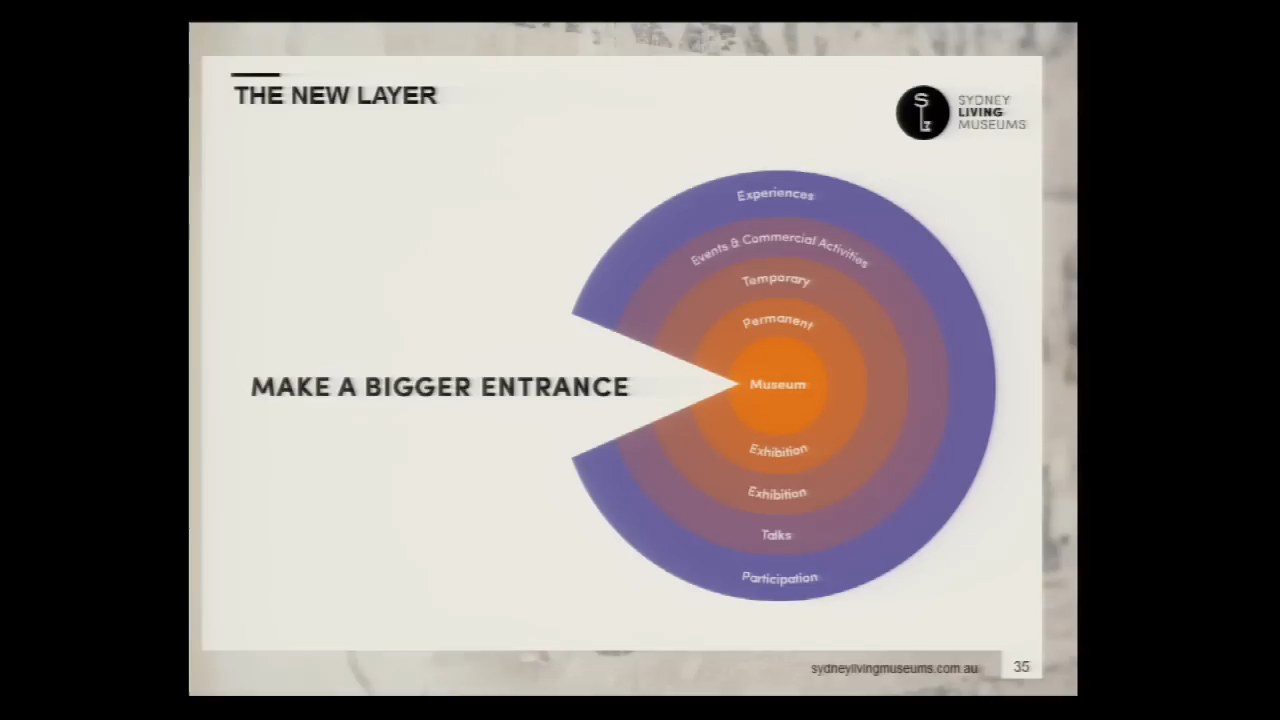 THE NEW LAYER
SYDNEY
LIVING
MUSEUMS
Experiences
Events & Commercial Activities
Temporary
Permanent
MAKE A BIGGER ENTRANCE
Museum
Exhibition
Exhibition
Talks
Participation
sydneylivingmuseums.com.au
35